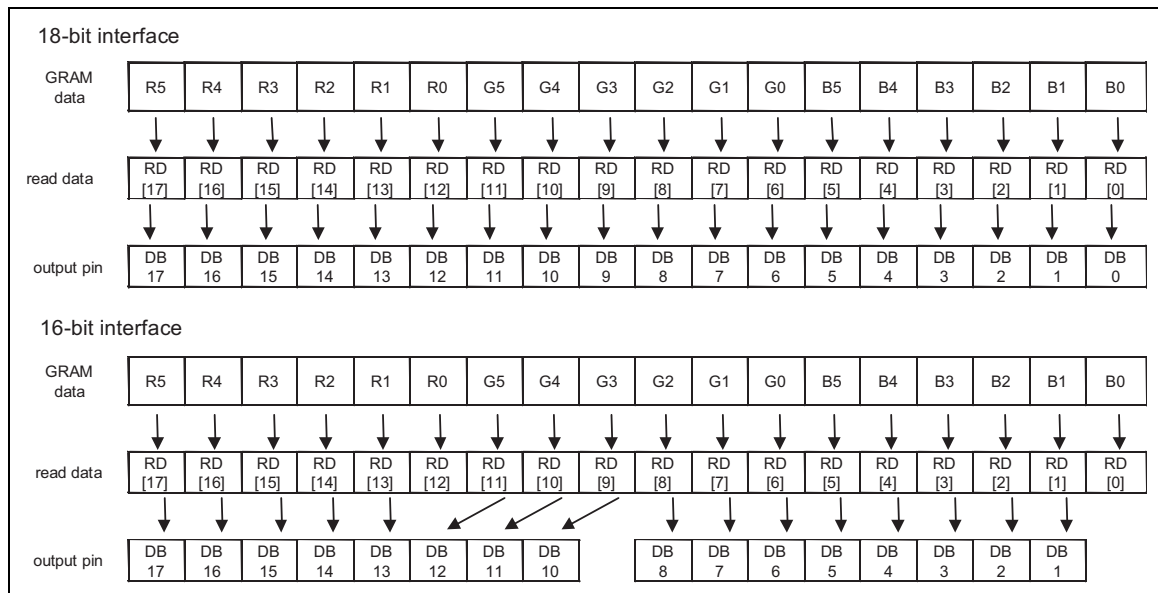 18-bit interface
GRAM data R5 R4 R3 R2 R1 R0 G5 G4 G3 G2 G1 G0 B5 B4 B3 B2 B1 B0
read data RD [17] RD [16] RD [15] RD [14] RD [13] RD [12] RD [11] RD [10] RD [9] RD [8] RD [7] RD [6] RD [5] RD [4] RD [3] RD [2] RD [1] RD [0]
output pin DB 17 DB 16 DB 15 DB 14 DB 13 DB 12 DB 11 DB 10 DB 9 DB 8 DB 7 DB 6 DB 5 DB 4 DB 3 DB 2 DB 1 DB 0
16-bit interface
GRAM data R5 R4 R3 R2 R1 R0 G5 G4 G3 G2 G1 G0 B5 B4 B3 B2 B1 B0
read data RD [17] RD [16] RD [15] RD [14] RD [13] RD [12] RD [11] RD [10] RD [9] RD [8] RD [7] RD [6] RD [5] RD [4] RD [3] RD [2] RD [1] RD [0]
output pin DB 17 DB 16 DB 15 DB 14 DB 13 DB 12 DB 11 DB 10 DB 8 DB 7 DB 6 DB 5 DB 4 DB 3 DB 2 DB 1